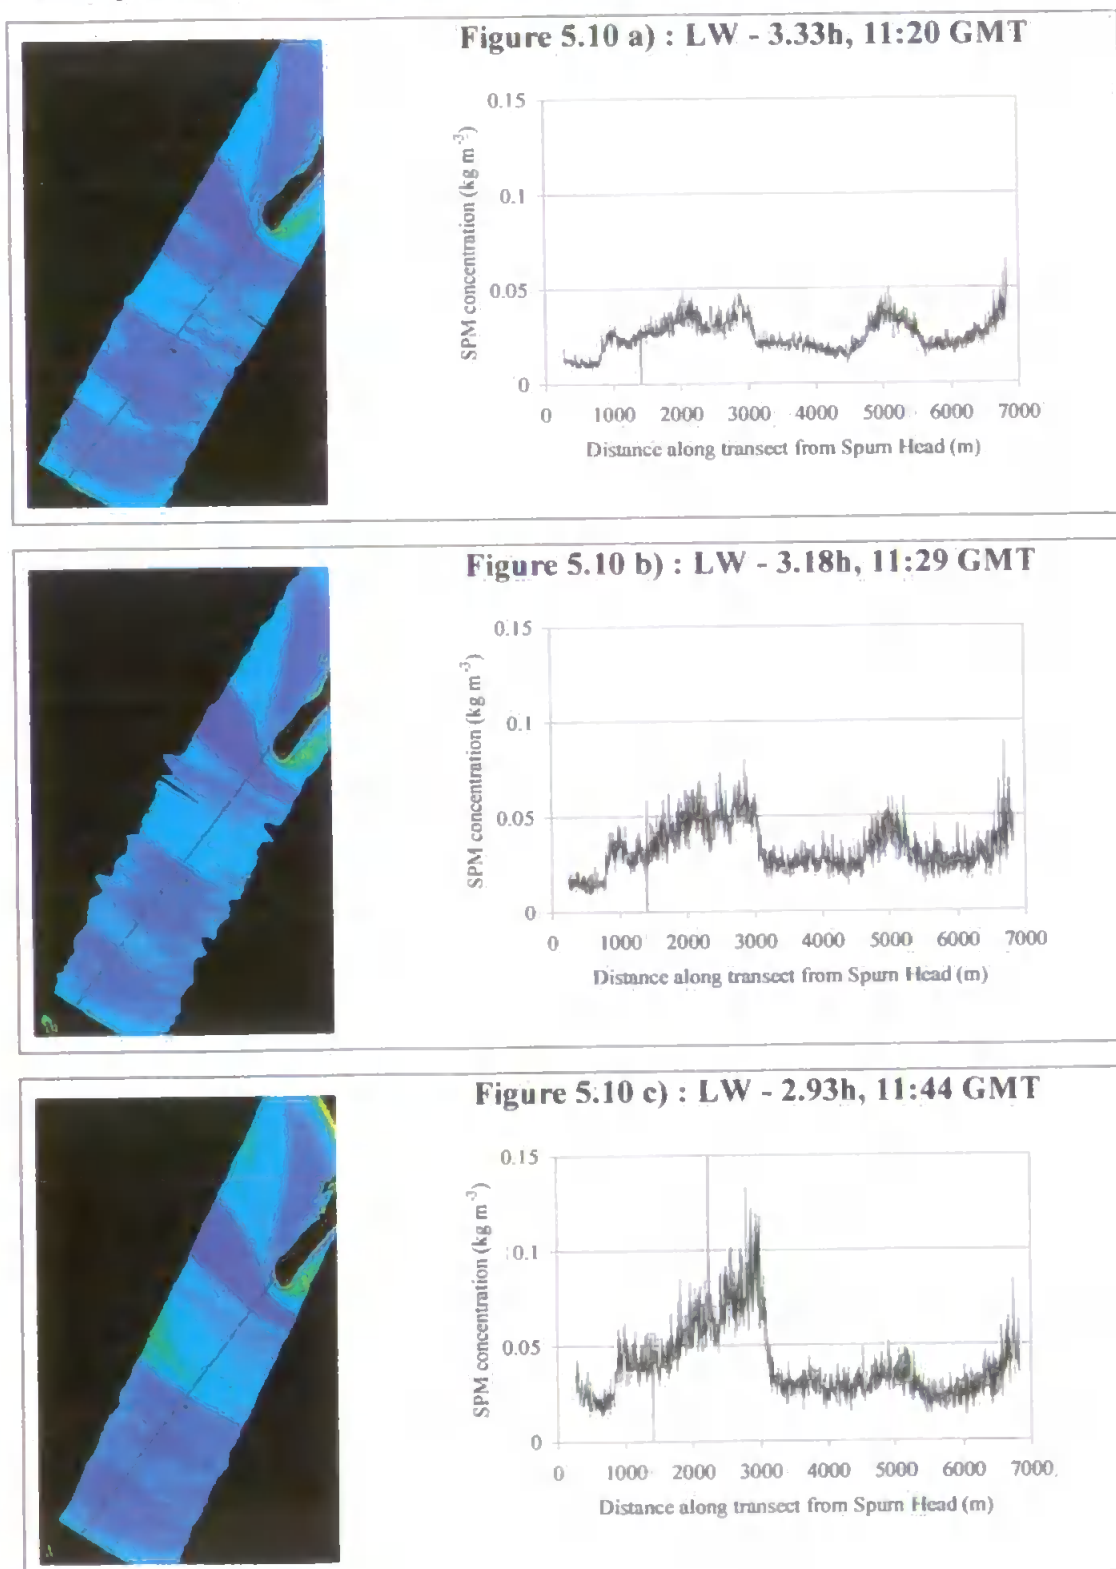 Figure 5.10 a) : LW - 3.33h, 11:20 GMT
SPM concentration (kg m⁻³)
0.15
0.1
0.05
0
0 1000 2000 3000 4000 5000 6000 7000
Distance along transect from Spurn Head (m)
Figure 5.10 b) : LW - 3.18h, 11:29 GMT
SPM concentration (kg m⁻³)
0.15
0.1
0.05
0
0 1000 2000 3000 4000 5000 6000 7000
Distance along transect from Spurn Head (m)
Figure 5.10 c) : LW - 2.93h, 11:44 GMT
SPM concentration (kg m⁻³)
0.15
0.1
0.05
0
0 1000 2000 3000 4000 5000 6000 7000
Distance along transect from Spurn Head (m)